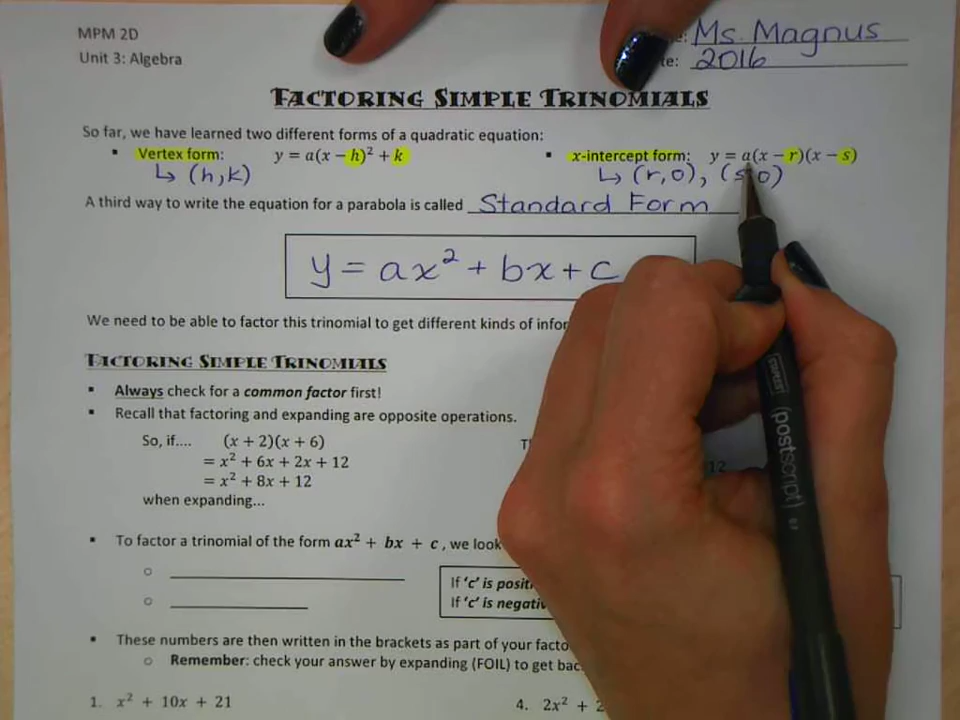 MPM 2D
Unit 3: Algebra
Ms Magnus
2016
FACTORING SIMPLE TRINOMIALS
So far, we have learned two different forms of a quadratic equation:
▪ Vertex form: y = a(x − h)² + k
↳ (h, k)
▪ x-intercept form: y = a(x − r)(x − s)
↳ (r, 0), (s, 0)
A third way to write the equation for a parabola is called Standard Form
y = ax² + bx + c
We need to be able to factor this trinomial to get different kinds of
FACTORING SIMPLE TRINOMIALS
▪ Always check for a common factor first!
▪ Recall that factoring and expanding are opposite operations.
So, if.... (x + 2)(x + 6)
= x² + 6x + 2x + 12
= x² + 8x + 12
when expanding...
12
▪ To factor a trinomial of the form ax² + bx + c, we look
If 'c' is
If 'c' is
▪ These numbers are then written in the brackets as part of your
○ Remember: check your answer by expanding (FOIL) to get
1. x² + 10x + 21
4. 2x² +
STAPLES
(postscript)